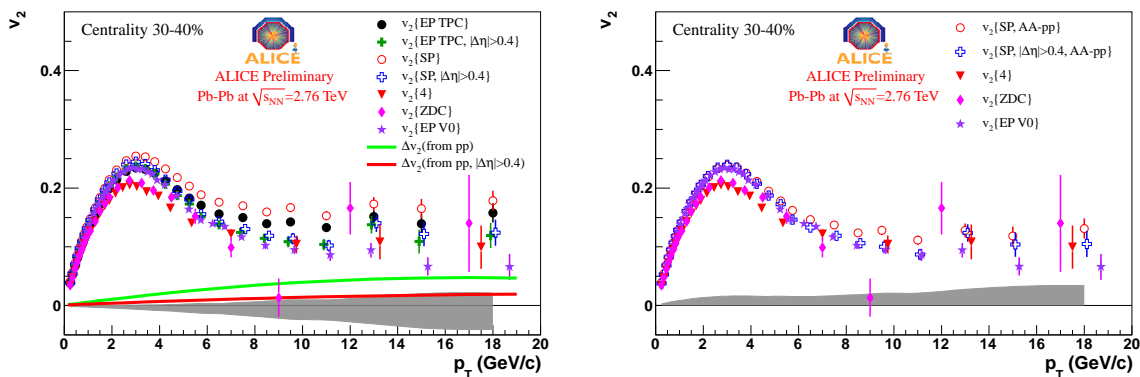 v₂
Centrality 30-40%
ALICE
ALICE Preliminary
Pb-Pb at √s_NN=2.76 TeV
v₂{EP TPC}
v₂{EP TPC, |Δη|>0.4}
v₂{SP}
v₂{SP, |Δη|>0.4}
v₂{4}
v₂{ZDC}
v₂{EP V0}
Δv₂(from pp)
Δv₂(from pp, |Δη|>0.4)
0.4
0.2
0
0 2 4 6 8 10 12 14 16 18 20
p_T (GeV/c)
v₂
Centrality 30-40%
ALICE
ALICE Preliminary
Pb-Pb at √s_NN=2.76 TeV
v₂{SP, AA-pp}
v₂{SP, |Δη|>0.4, AA-pp}
v₂{4}
v₂{ZDC}
v₂{EP V0}
0.4
0.2
0
0 2 4 6 8 10 12 14 16 18 20
p_T (GeV/c)